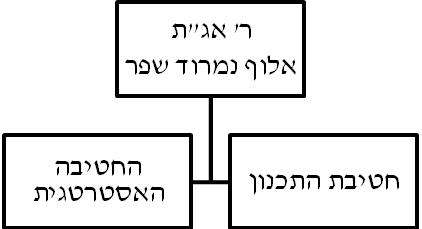 ר' אג"ת
אלוף נמרוד שפר
חטיבת התכנון
החטיבה
האסטרטגית